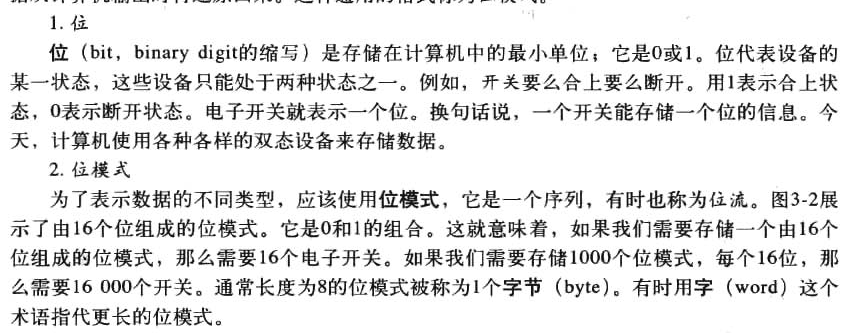 1. 位
位（bit，binary digit的缩写）是存储在计算机中的最小单位；它是0或1。位代表设备的
某一状态，这些设备只能处于两种状态之一。例如，开关要么合上要么断开。用1表示合上状
态，0表示断开状态。电子开关就表示一个位。换句话说，一个开关能存储一个位的信息。今
天，计算机使用各种各样的双态设备来存储数据。
2. 位模式
为了表示数据的不同类型，应该使用位模式，它是一个序列，有时也称为位流。图3-2展
示了由16个位组成的位模式。它是0和1的组合。这就意味着，如果我们需要存储一个由16个
位组成的位模式，那么需要16个电子开关。如果我们需要存储1000个位模式，每个16位，那
么需要16 000个开关。通常长度为8的位模式被称为1个字节（byte）。有时用字（word）这个
术语指代更长的位模式。